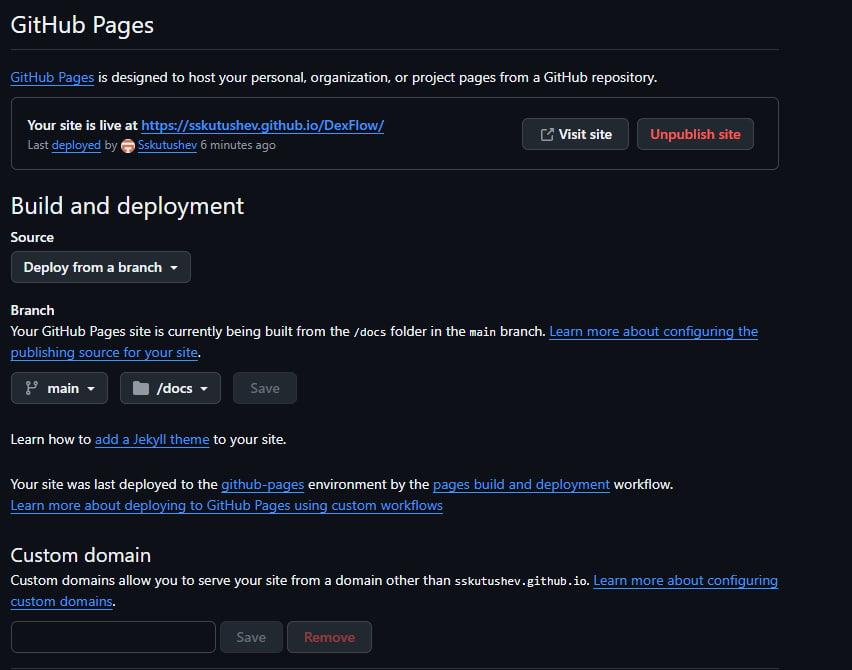 GitHub Pages
GitHub Pages is designed to host your personal, organization, or project pages from a GitHub repository.
Your site is live at https://sskutushev.github.io/DexFlow/
Last deployed by Sskutushev 6 minutes ago
Visit site
Unpublish site
Build and deployment
Source
Deploy from a branch
Branch
Your GitHub Pages site is currently being built from the /docs folder in the main branch. Learn more about configuring the
publishing source for your site.
main
/docs
Save
Learn how to add a Jekyll theme to your site.
Your site was last deployed to the github-pages environment by the pages build and deployment workflow.
Learn more about deploying to GitHub Pages using custom workflows
Custom domain
Custom domains allow you to serve your site from a domain other than sskutushev.github.io. Learn more about configuring
custom domains.
Save
Remove